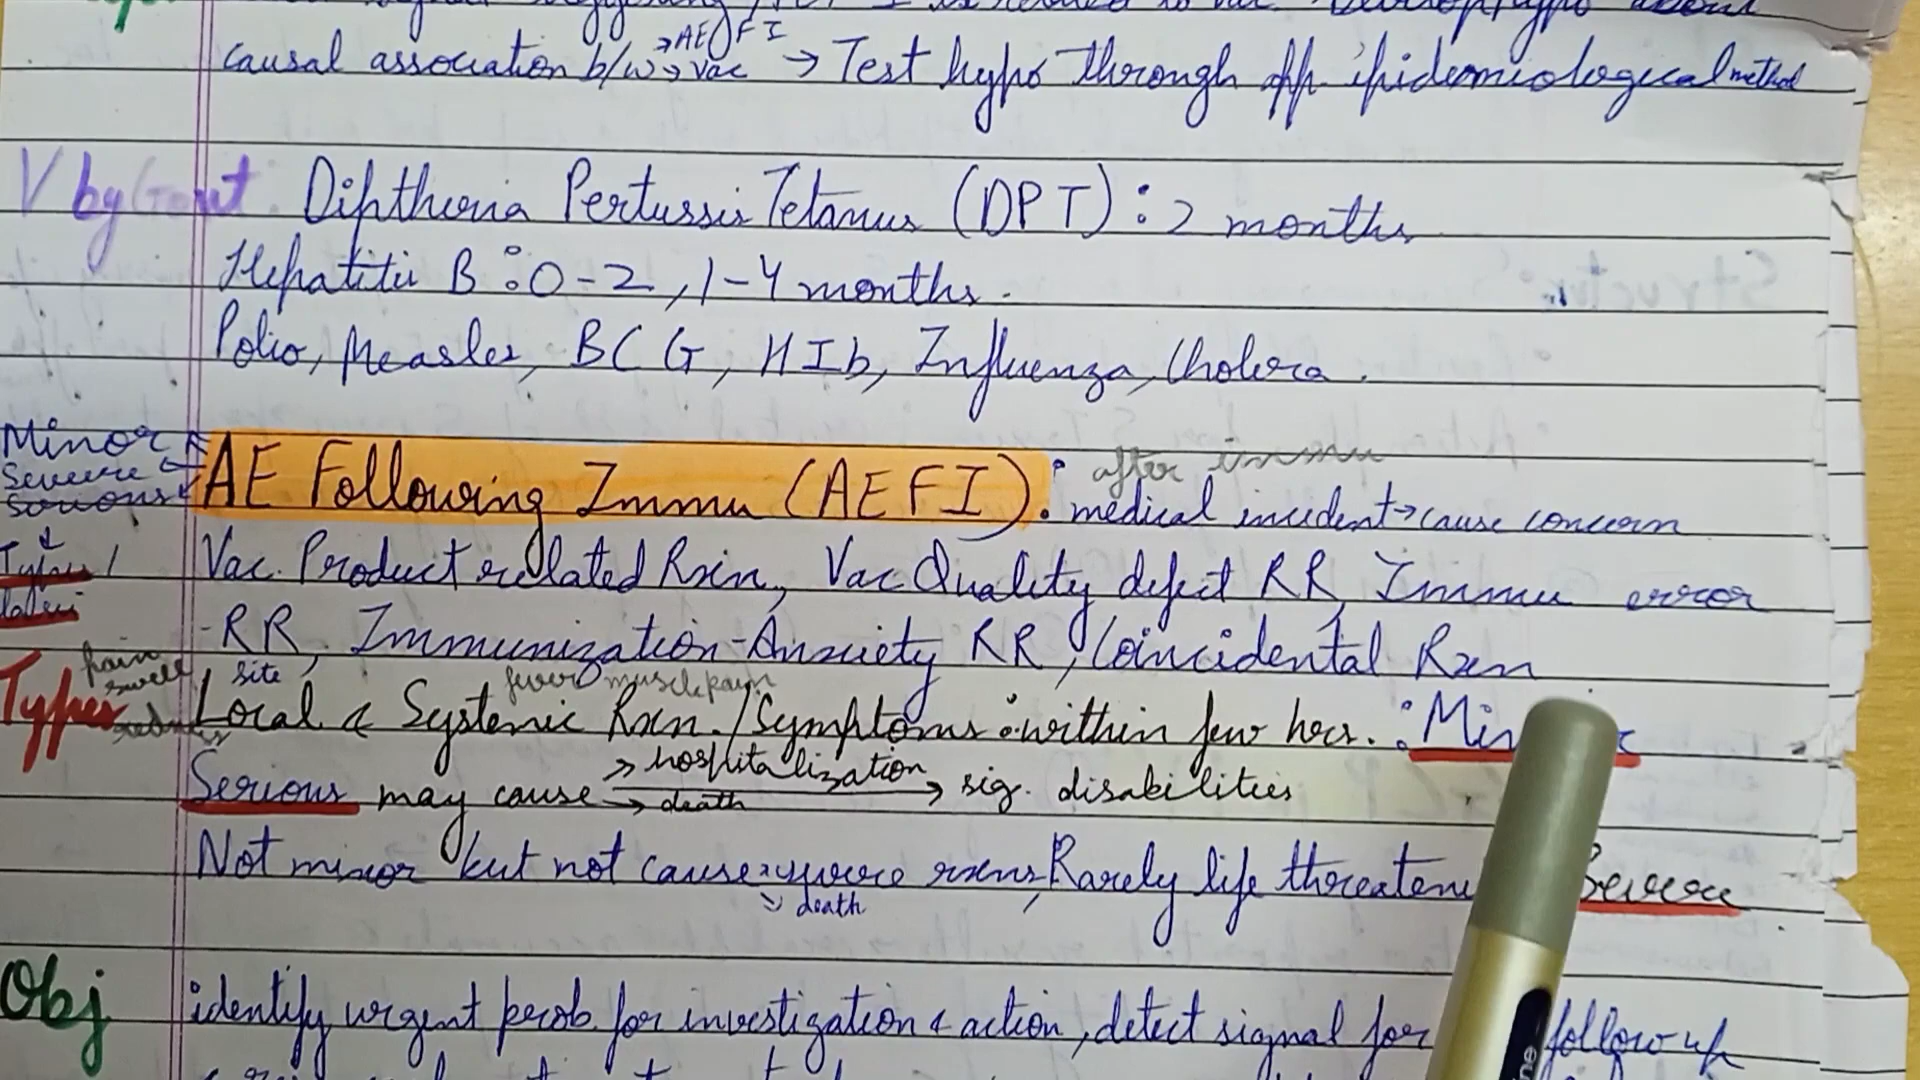 causal association b/w → AEFI → vac → Test hypo through app epidemiological method
V by Govt: Diphtheria Pertussis Tetanus (DPT): 2 months
Hepatitis B: 0-2, 1-4 months.
Polio, Measles, BCG, HIb, Influenza, Cholera.
after immu
Minor
Severe
Serious
AE Following Immu (AEFI): medical incident → cause concern
Types /
Vac. Product related Rxn, Vac Quality defect RR, Immu error
-RR, Immunization-Anxiety RR, Coincidental Rxn
pain
swell
site
fever muscle pain
Types Local & Systemic Rxn. / Symptoms: within few hrs. :
Serious may cause → hospitalization → death → sig. disabilities
Not minor but not cause severe rxns, Rarely life threaten Severe
death
Obj identify urgent prob. for investigation & action, detect signal for follow up